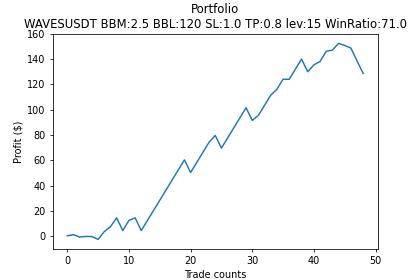 Portfolio
WAVESUSDT BBM:2.5 BBL:120 SL:1.0 TP:0.8 lev:15 WinRatio:71.0
160
140
120
100
80
60
40
20
0
Profit ($)
0 10 20 30 40 50
Trade counts